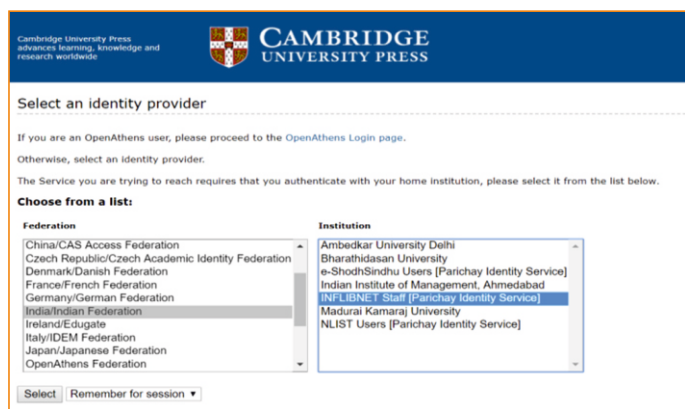 Cambridge University Press
advances learning, knowledge and
research worldwide
CAMBRIDGE
UNIVERSITY PRESS
Select an identity provider
If you are an OpenAthens user, please proceed to the OpenAthens Login page.
Otherwise, select an identity provider.
The Service you are trying to reach requires that you authenticate with your home institution, please select it from the list below.
Choose from a list:
Federation
China/CAS Access Federation
Czech Republic/Czech Academic Identity Federation
Denmark/Danish Federation
France/French Federation
Germany/German Federation
India/Indian Federation
Ireland/Edugate
Italy/IDEM Federation
Japan/Japanese Federation
OpenAthens Federation
Institution
Ambedkar University Delhi
Bharathidasan University
e-ShodhSindhu Users [Parichay Identity Service]
Indian Institute of Management, Ahmedabad
INFLIBNET Staff [Parichay Identity Service]
Madurai Kamaraj University
NLIST Users [Parichay Identity Service]
Select Remember for session